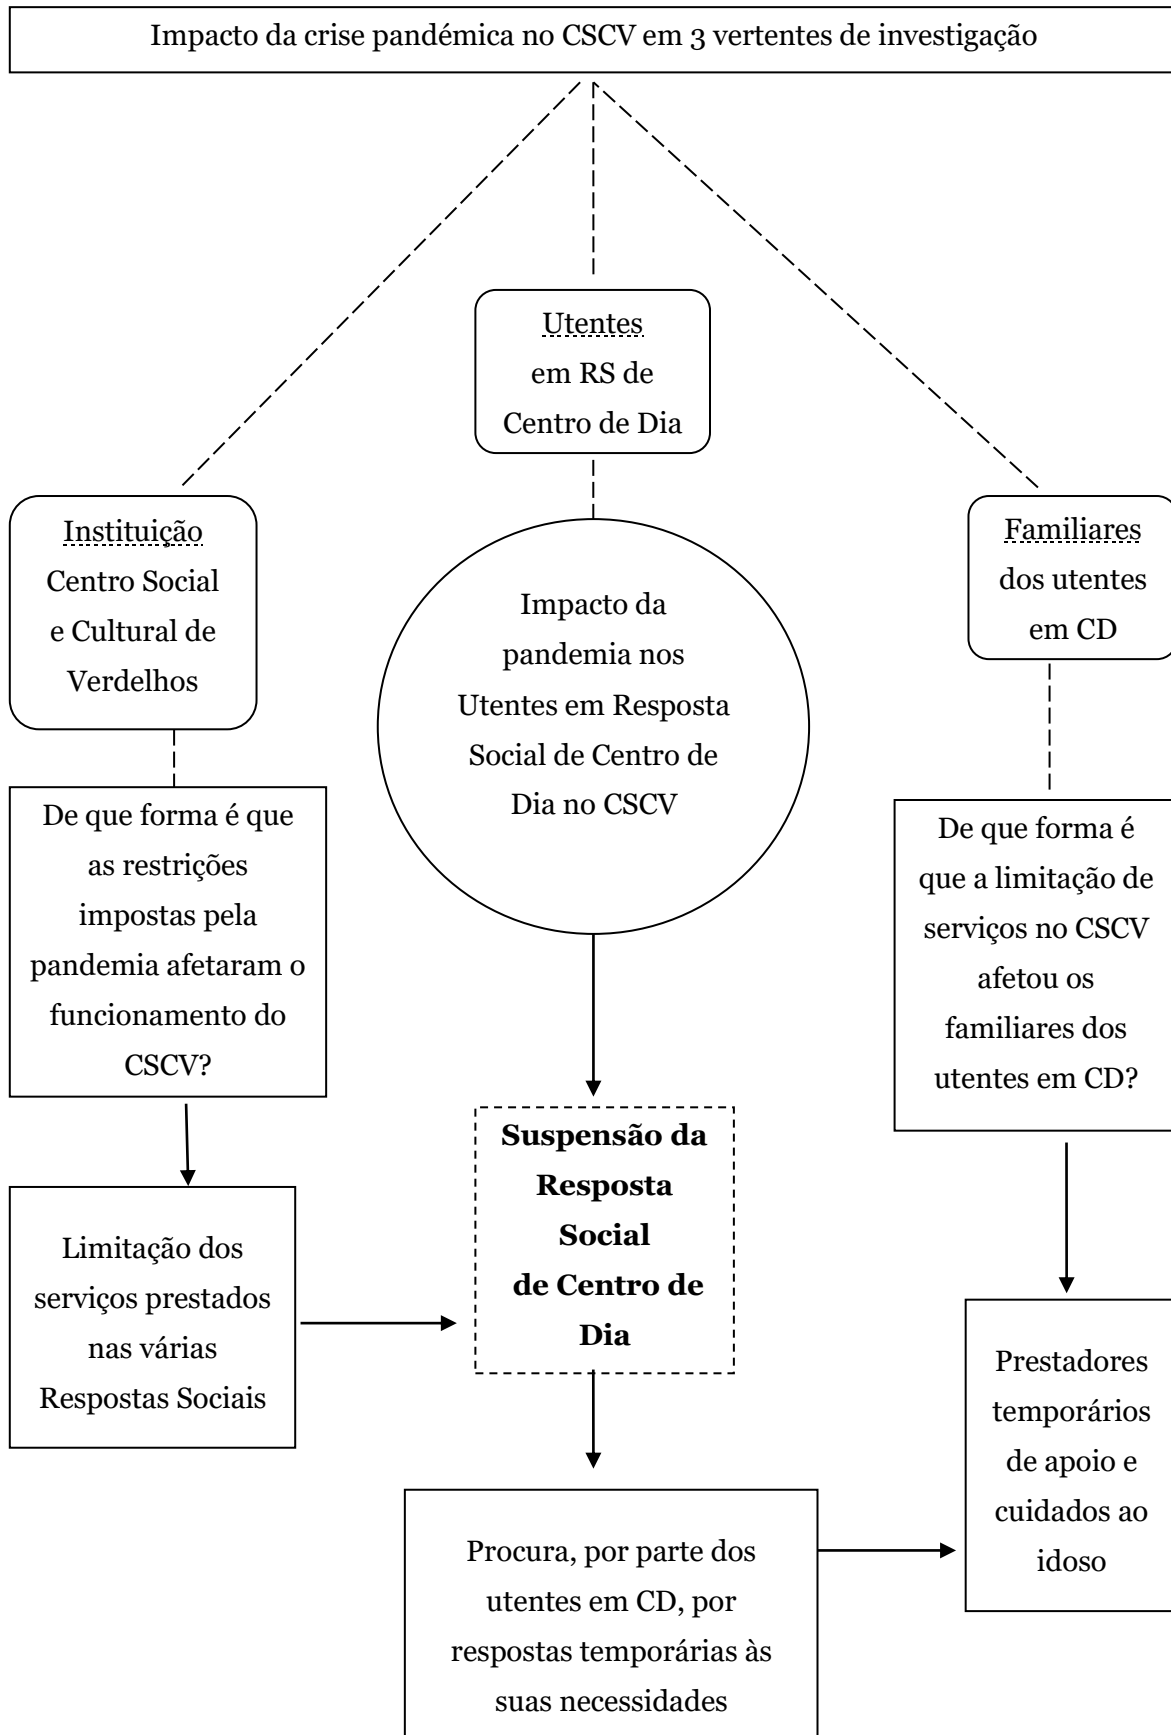 Impacto da crise pandémica no CSCV em 3 vertentes de investigação
Utentes
em RS de
Centro de Dia
Instituição
Centro Social
e Cultural de
Verdelhos
Familiares
dos utentes
em CD
Impacto da
pandemia nos
Utentes em Resposta
Social de Centro de
Dia no CSCV
De que forma é que
as restrições
impostas pela
pandemia afetaram o
funcionamento do
CSCV?
De que forma é
que a limitação de
serviços no CSCV
afetou os
familiares dos
utentes em CD?
Suspensão da
Resposta
Social
de Centro de
Dia
Limitação dos
serviços prestados
nas várias
Respostas Sociais
Prestadores
temporários
de apoio e
cuidados ao
idoso
Procura, por parte dos
utentes em CD, por
respostas temporárias às
suas necessidades